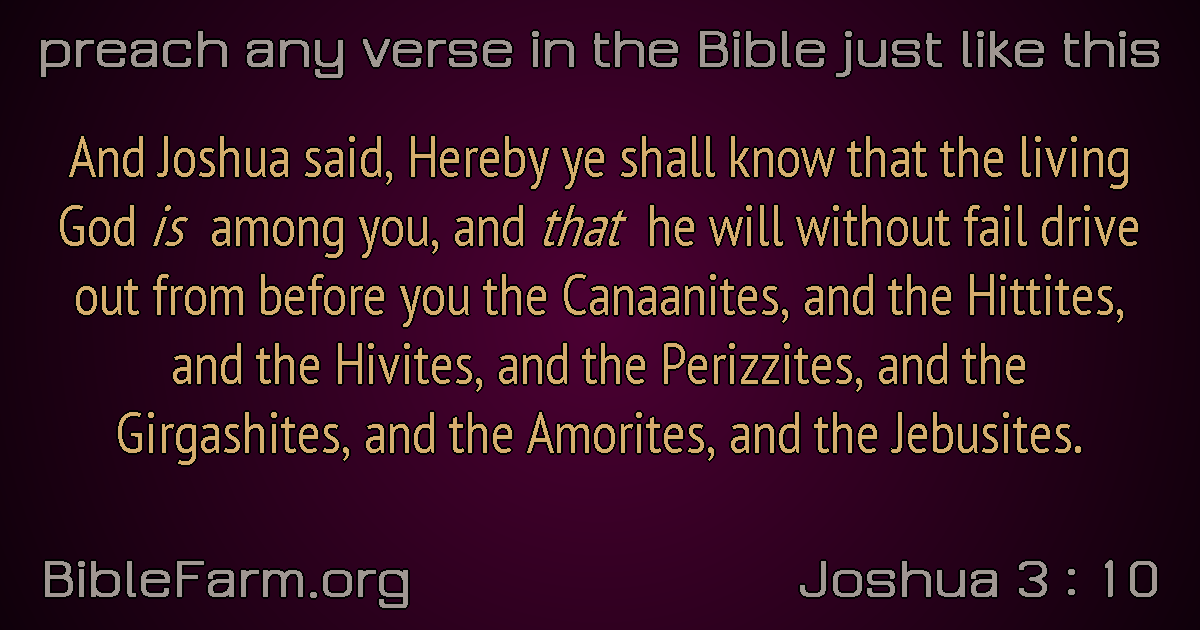 preach any verse in the Bible just like this
And Joshua said, Hereby ye shall know that the living
God is among you, and that he will without fail drive
out from before you the Canaanites, and the Hittites,
and the Hivites, and the Perizzites, and the
Girgashites, and the Amorites, and the Jebusites.
BibleFarm.org
Joshua 3 : 10